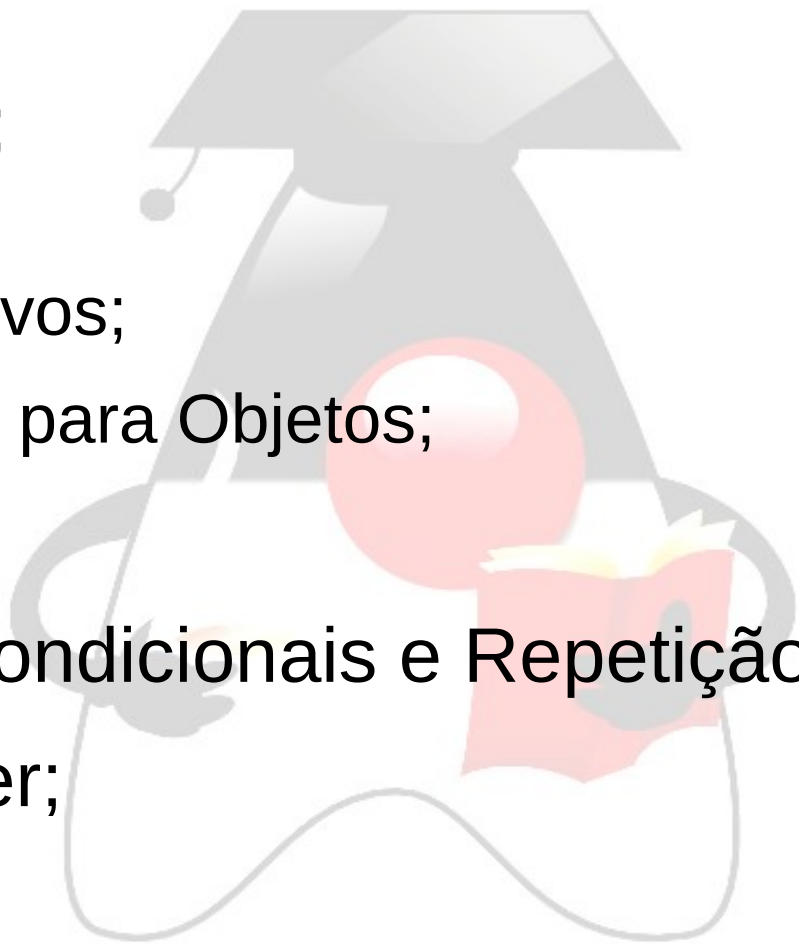 ;
vos;
para Objetos;
ondicionais e Repetição
er;